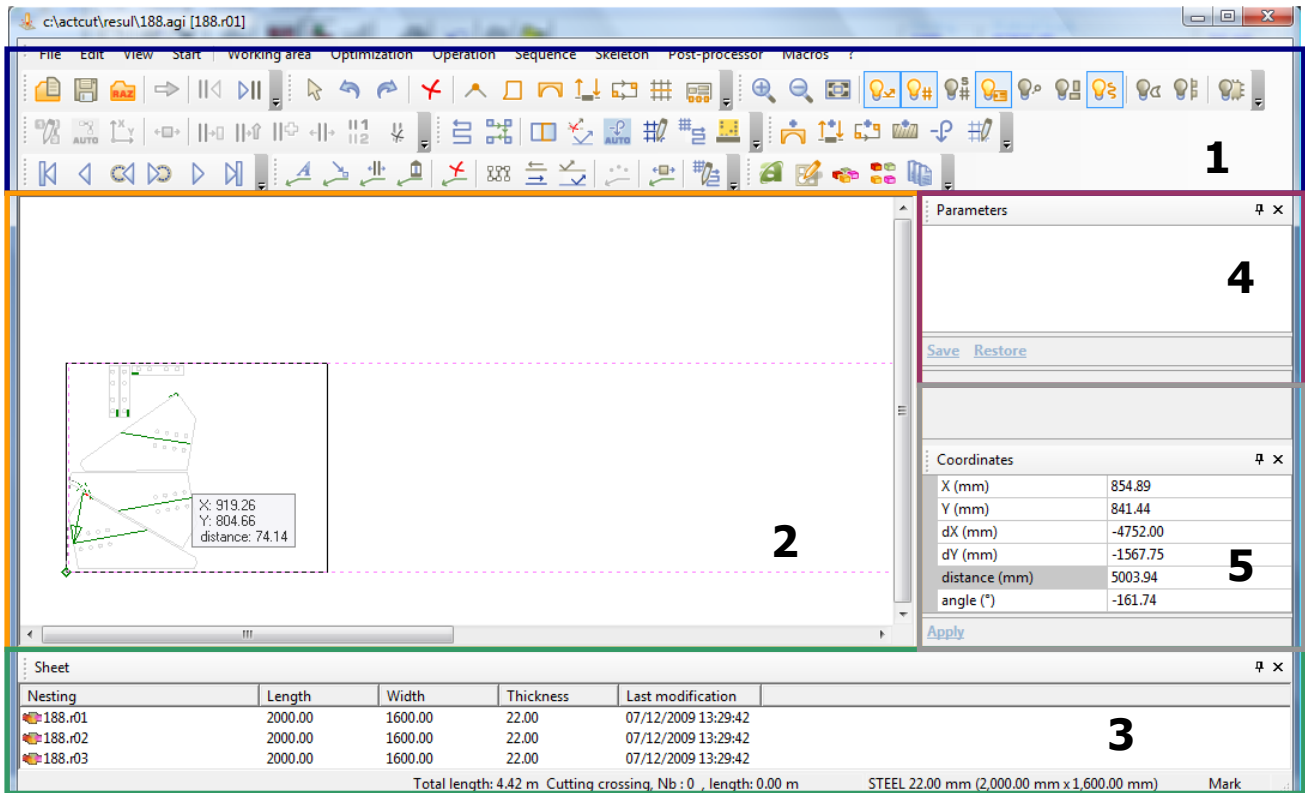 c:\actcut\resul\188.agi [188.r01]
File Edit View Start Working area Optimization Operation Sequence Skeleton Post-processor Macros ?
RAZ
AUTO
AUTO
1
Parameters
4
Save Restore
X: 919.26
Y: 804.66
distance: 74.14
2
Coordinates
X (mm) 854.89
Y (mm) 841.44
dX (mm) -4752.00
dY (mm) -1567.75
distance (mm) 5003.94
angle (°) -161.74
5
Apply
Sheet
Nesting Length Width Thickness Last modification
188.r01 2000.00 1600.00 22.00 07/12/2009 13:29:42
188.r02 2000.00 1600.00 22.00 07/12/2009 13:29:42
188.r03 2000.00 1600.00 22.00 07/12/2009 13:29:42
3
Total length: 4.42 m Cutting crossing, Nb : 0 , length: 0.00 m STEEL 22.00 mm (2,000.00 mm x 1,600.00 mm) Mark